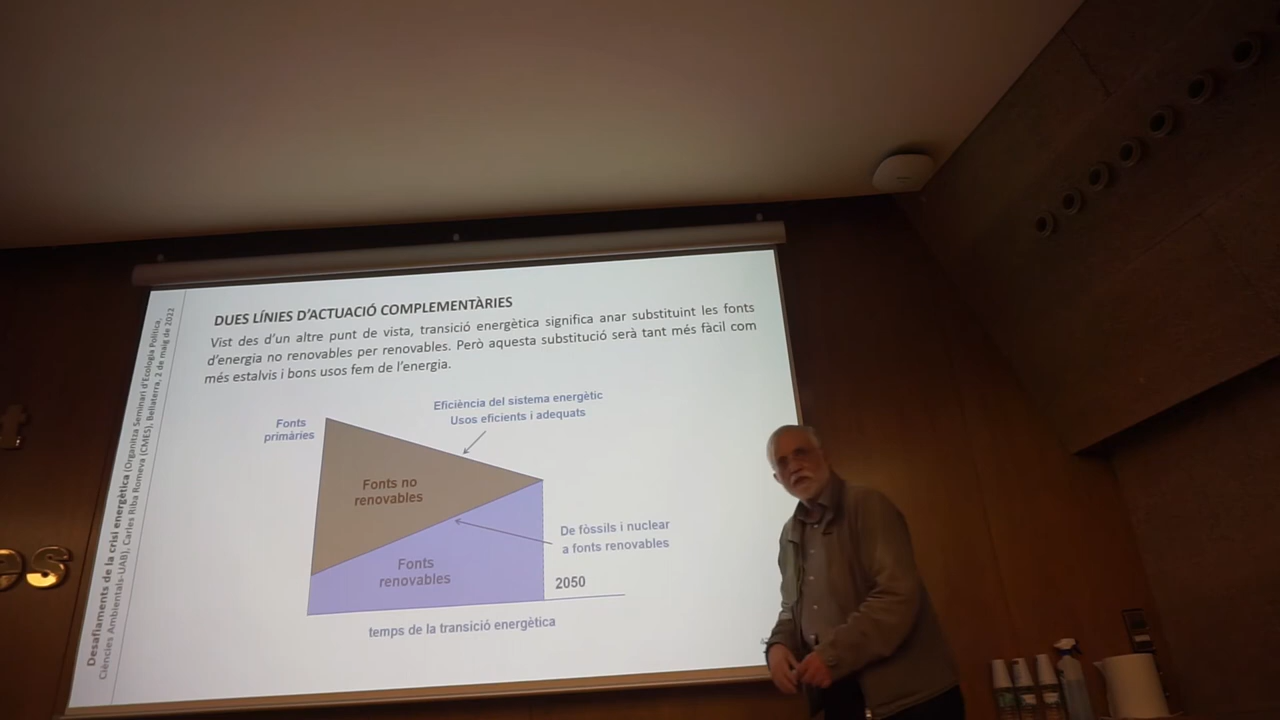 DUES LÍNIES D'ACTUACIÓ COMPLEMENTÀRIES
Vist des d'un altre punt de vista, transició energètica significa anar substituint les fonts
d'energia no renovables per renovables. Però aquesta substitució serà tant més fàcil com
més estalvis i bons usos fem de l'energia.
Eficiència del sistema energètic
Usos eficients i adequats
Fonts
primàries
Fonts no
renovables
De fòssils i nuclear
a fonts renovables
Fonts
renovables
2050
temps de la transició energètica
Desafiaments de la crisi energètica (Organitza Seminari d'Ecologia Política,
Ciències Ambientals-UAB), Carles Riba Romeva (CMES), Bellaterra, 2 de maig de 2022
t
es